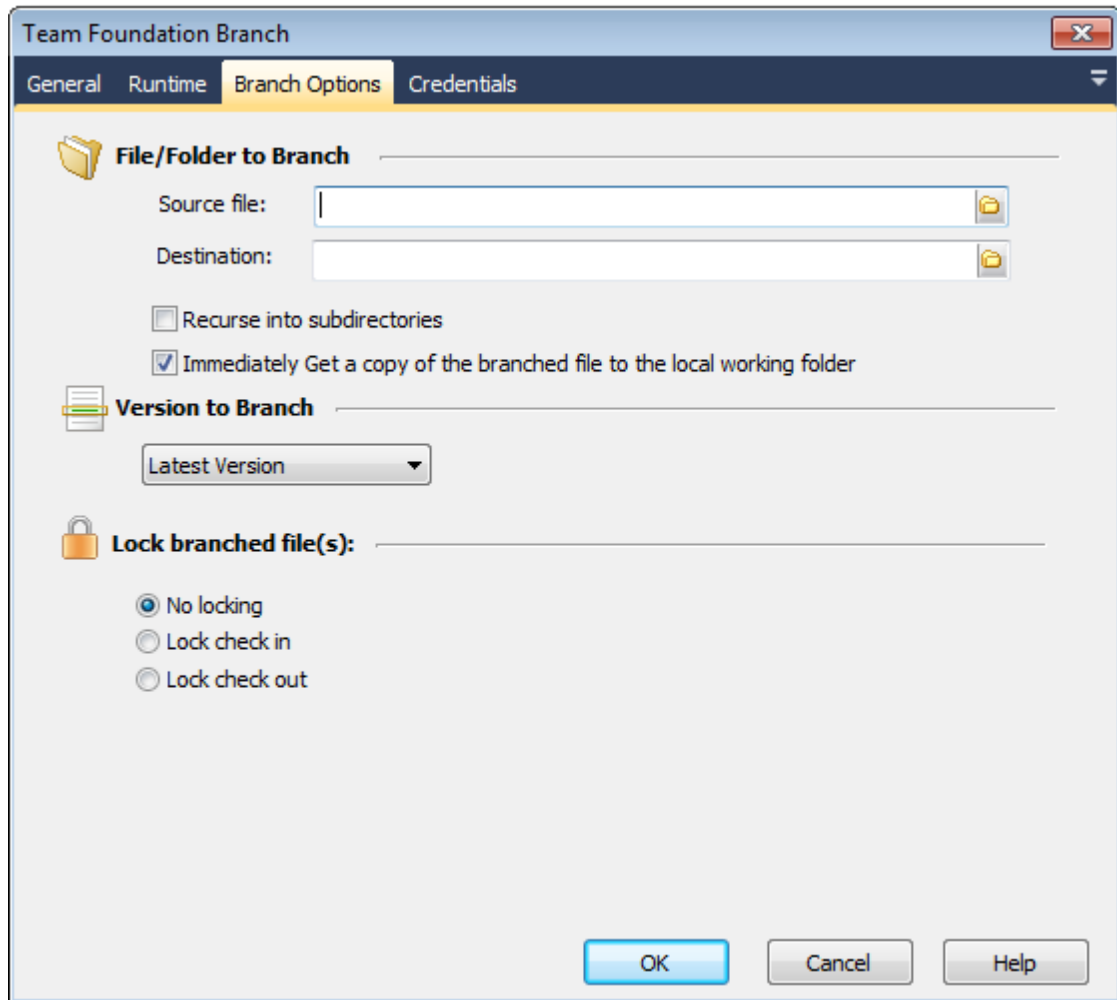 Team Foundation Branch
General Runtime Branch Options Credentials
File/Folder to Branch
Source file:
Destination:
Recurse into subdirectories
Immediately Get a copy of the branched file to the local working folder
Version to Branch
Latest Version
Lock branched file(s):
No locking
Lock check in
Lock check out
OK Cancel Help